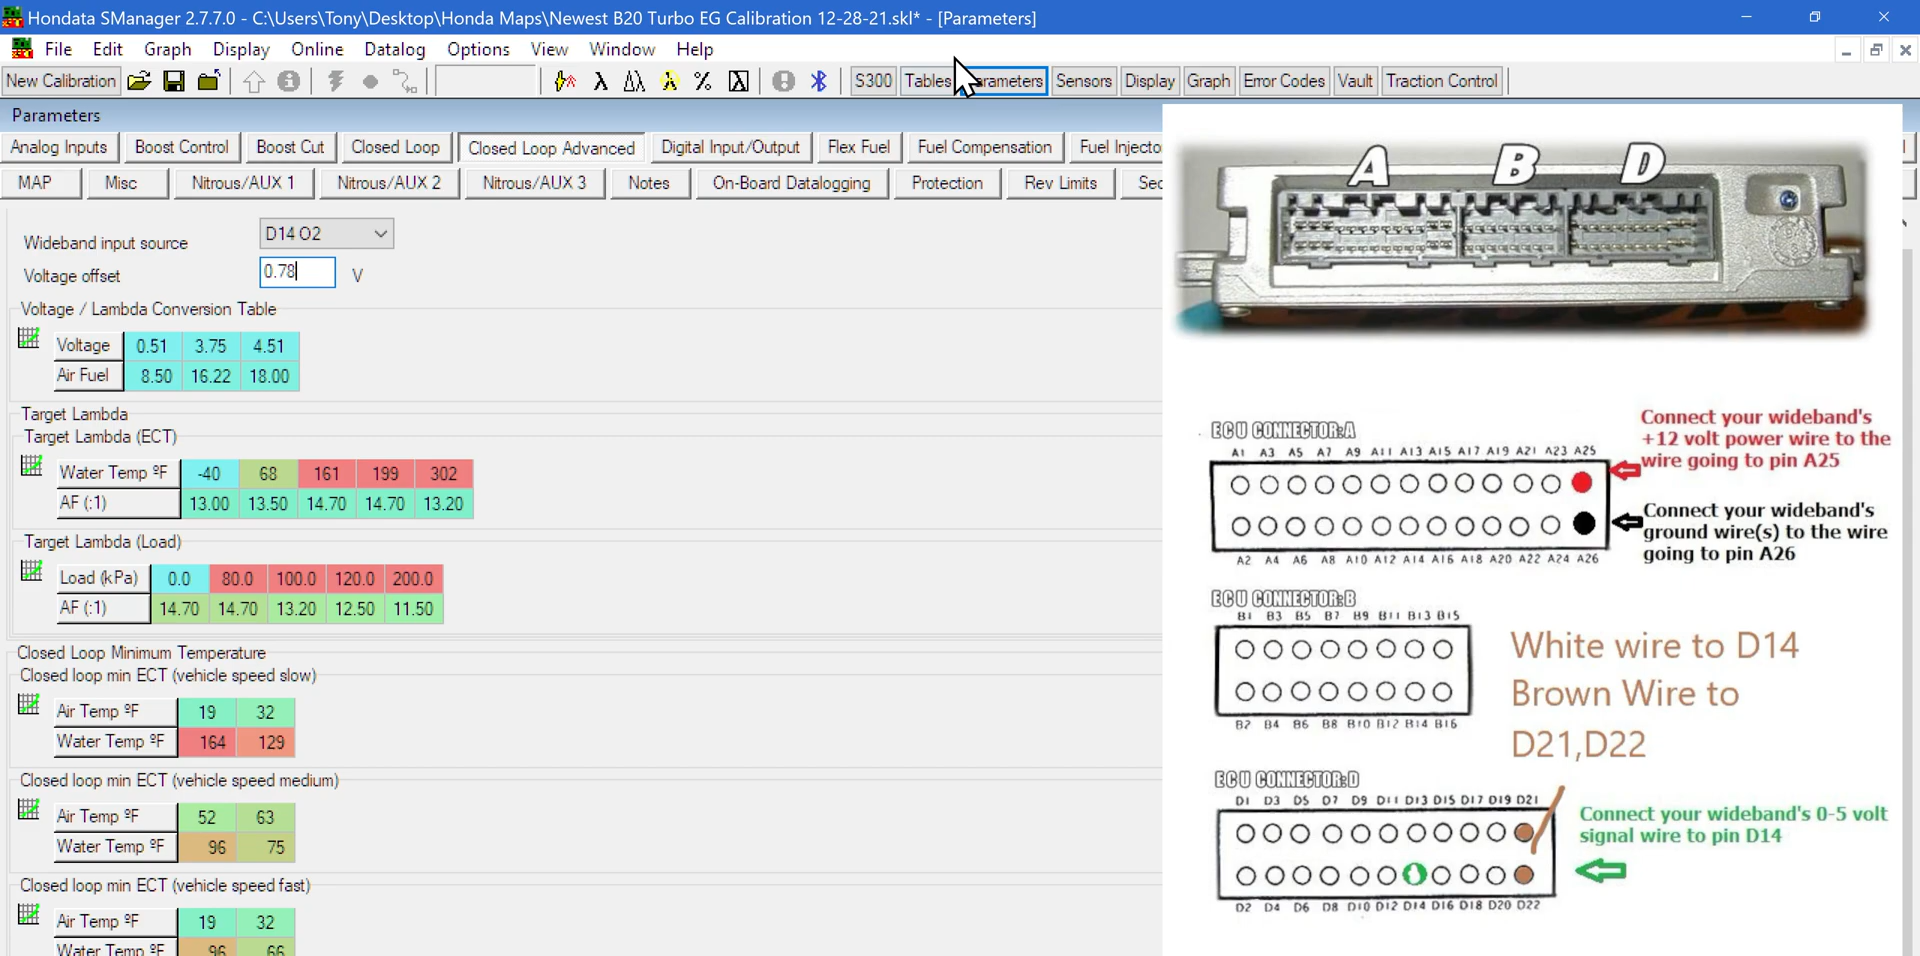 Hondata SManager 2.7.7.0 - C:\Users\Tony\Desktop\Honda Maps\Newest B20 Turbo EG Calibration 12-28-21.skl* - [Parameters]
File Edit Graph Display Online Datalog Options View Window Help
New Calibration S300 Tables Parameters Sensors Display Graph Error Codes Vault Traction Control
Parameters
Analog Inputs Boost Control Boost Cut Closed Loop Closed Loop Advanced Digital Input/Output Flex Fuel Fuel Compensation Fuel Injecto
MAP Misc Nitrous/AUX 1 Nitrous/AUX 2 Nitrous/AUX 3 Notes On-Board Datalogging Protection Rev Limits Sec
Wideband input source D14 O2
Voltage offset 0.78 V
Voltage / Lambda Conversion Table
Voltage 0.51 3.75 4.51
Air Fuel 8.50 16.22 18.00
Target Lambda
Target Lambda (ECT)
Water Temp ºF -40 68 161 199 302
AF (:1) 13.00 13.50 14.70 14.70 13.20
Target Lambda (Load)
Load (kPa) 0.0 80.0 100.0 120.0 200.0
AF (:1) 14.70 14.70 13.20 12.50 11.50
Closed Loop Minimum Temperature
Closed loop min ECT (vehicle speed slow)
Air Temp ºF 19 32
Water Temp ºF 164 129
Closed loop min ECT (vehicle speed medium)
Air Temp ºF 52 63
Water Temp ºF 96 75
Closed loop min ECT (vehicle speed fast)
Air Temp ºF 19 32
Water Temp ºF 96 66
A B D
ECU CONNECTOR:A
A1 A3 A5 A7 A9 A11 A13 A15 A17 A19 A21 A23 A25
A2 A4 A6 A8 A10 A12 A14 A16 A18 A20 A22 A24 A26
Connect your wideband's
+12 volt power wire to the
wire going to pin A25
Connect your wideband's
ground wire(s) to the wire
going to pin A26
ECU CONNECTOR:B
B1 B3 B5 B7 B9 B11 B13 B15
B2 B4 B6 B8 B10 B12 B14 B16
White wire to D14
Brown Wire to
D21,D22
ECU CONNECTOR:D
D1 D3 D5 D7 D9 D11 D13 D15 D17 D19 D21
D2 D4 D6 D8 D10 D12 D14 D16 D18 D20 D22
Connect your wideband's 0-5 volt
signal wire to pin D14